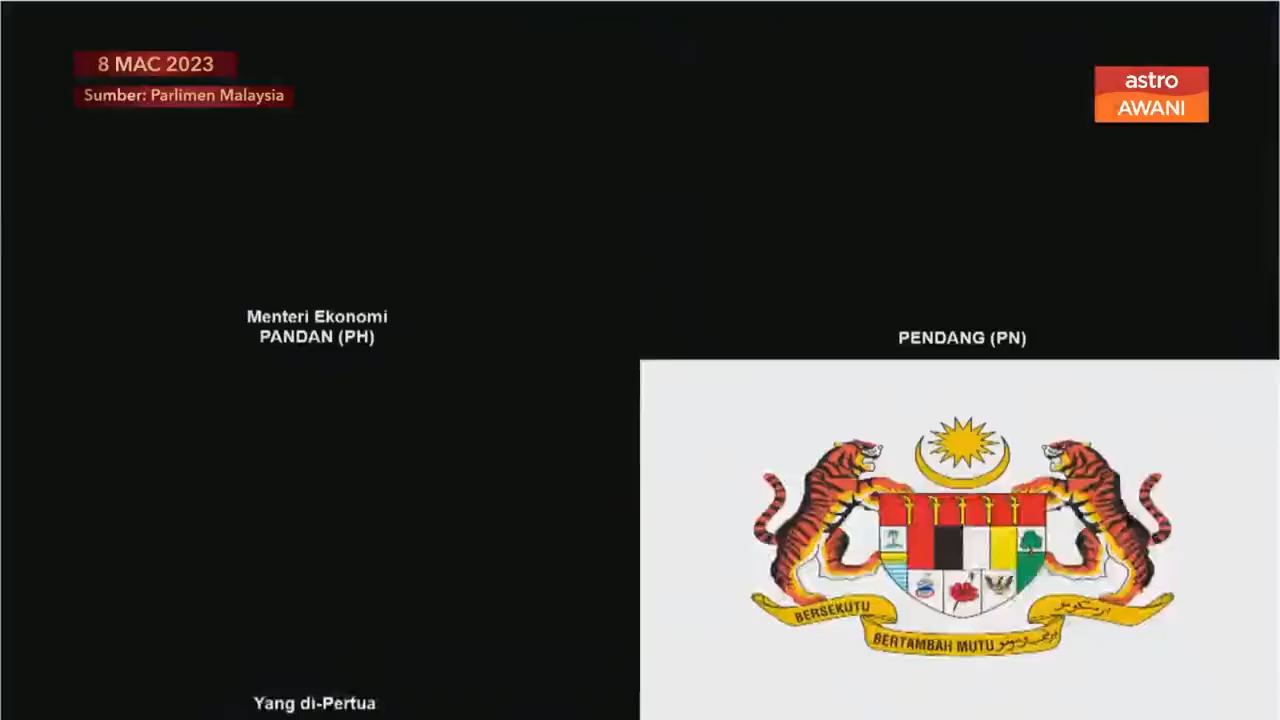 8 MAC 2023
Sumber: Parlimen Malaysia
astro
AWANI
Menteri Ekonomi
PANDAN (PH)
PENDANG (PN)
BERSEKUTU
BERTAMBAH MUTU
Yang di-Pertua